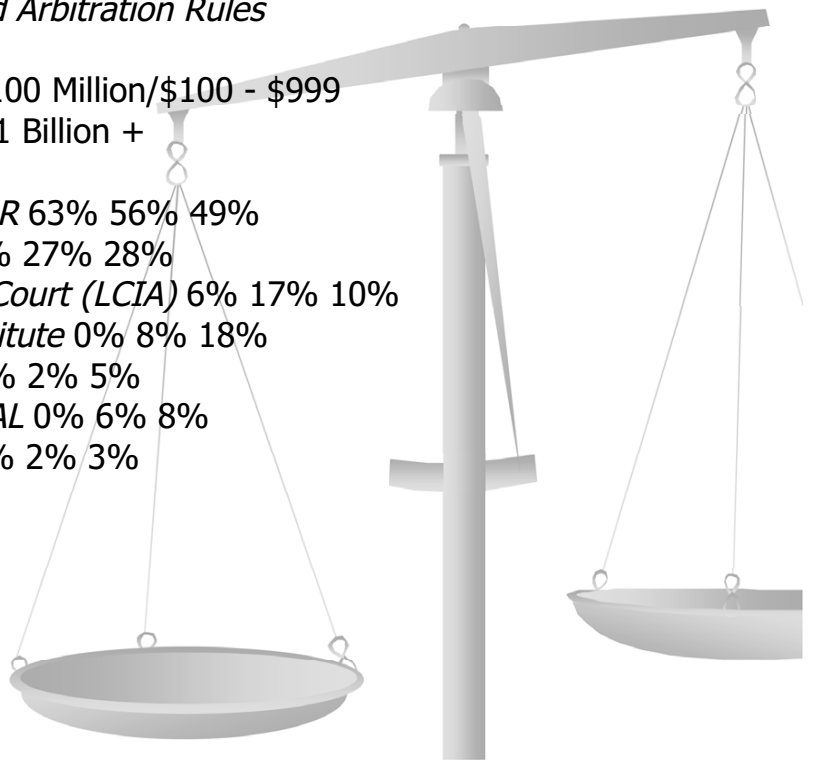 d Arbitration Rules
00 Million/$100 - $999
1 Billion +
R 63% 56% 49%
% 27% 28%
Court (LCIA) 6% 17% 10%
itute 0% 8% 18%
% 2% 5%
AL 0% 6% 8%
% 2% 3%